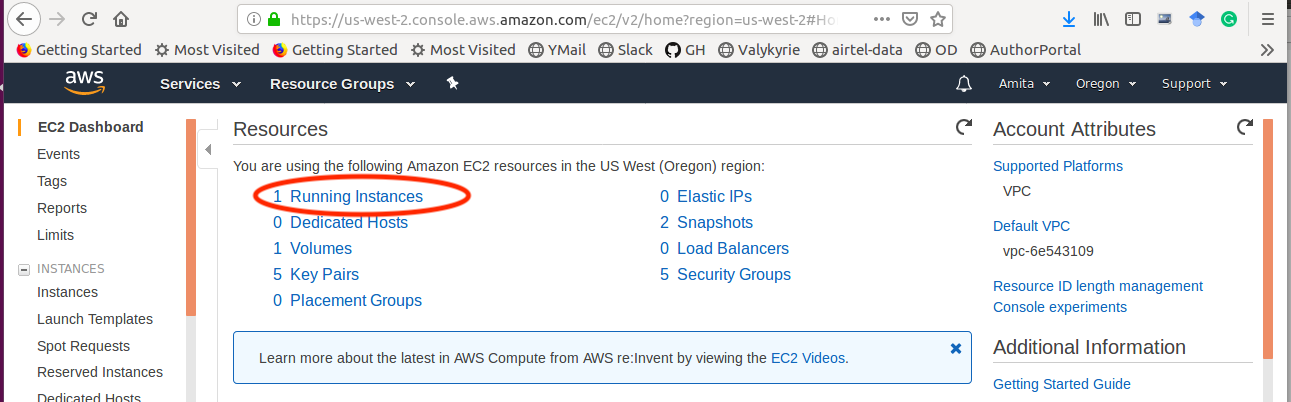 https://us-west-2.console.aws.amazon.com/ec2/v2/home?region=us-west-2#Ho
Getting Started Most Visited Getting Started Most Visited YMail Slack GH Valykyrie airtel-data OD AuthorPortal
aws Services Resource Groups Amita Oregon Support
EC2 Dashboard
Events
Tags
Reports
Limits
INSTANCES
Instances
Launch Templates
Spot Requests
Reserved Instances
Dedicated Hosts
Resources
You are using the following Amazon EC2 resources in the US West (Oregon) region:
1 Running Instances
0 Dedicated Hosts
1 Volumes
5 Key Pairs
0 Placement Groups
0 Elastic IPs
2 Snapshots
0 Load Balancers
5 Security Groups
Learn more about the latest in AWS Compute from AWS re:Invent by viewing the EC2 Videos.
Account Attributes
Supported Platforms
VPC
Default VPC
vpc-6e543109
Resource ID length management
Console experiments
Additional Information
Getting Started Guide